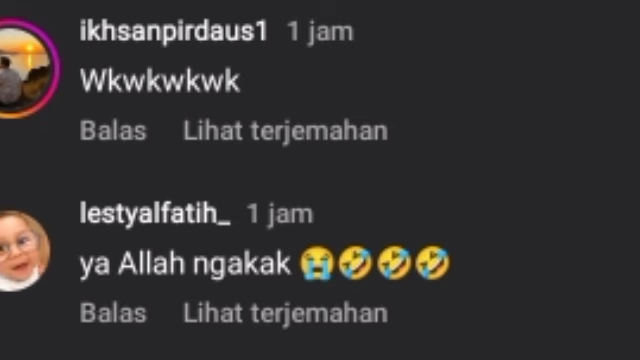 ikhsanpirdaus1 1 jam
Wkwkwkwk
Balas Lihat terjemahan
lestyalfatih_ 1 jam
ya Allah ngakak 😭🤣🤣🤣
Balas Lihat terjemahan